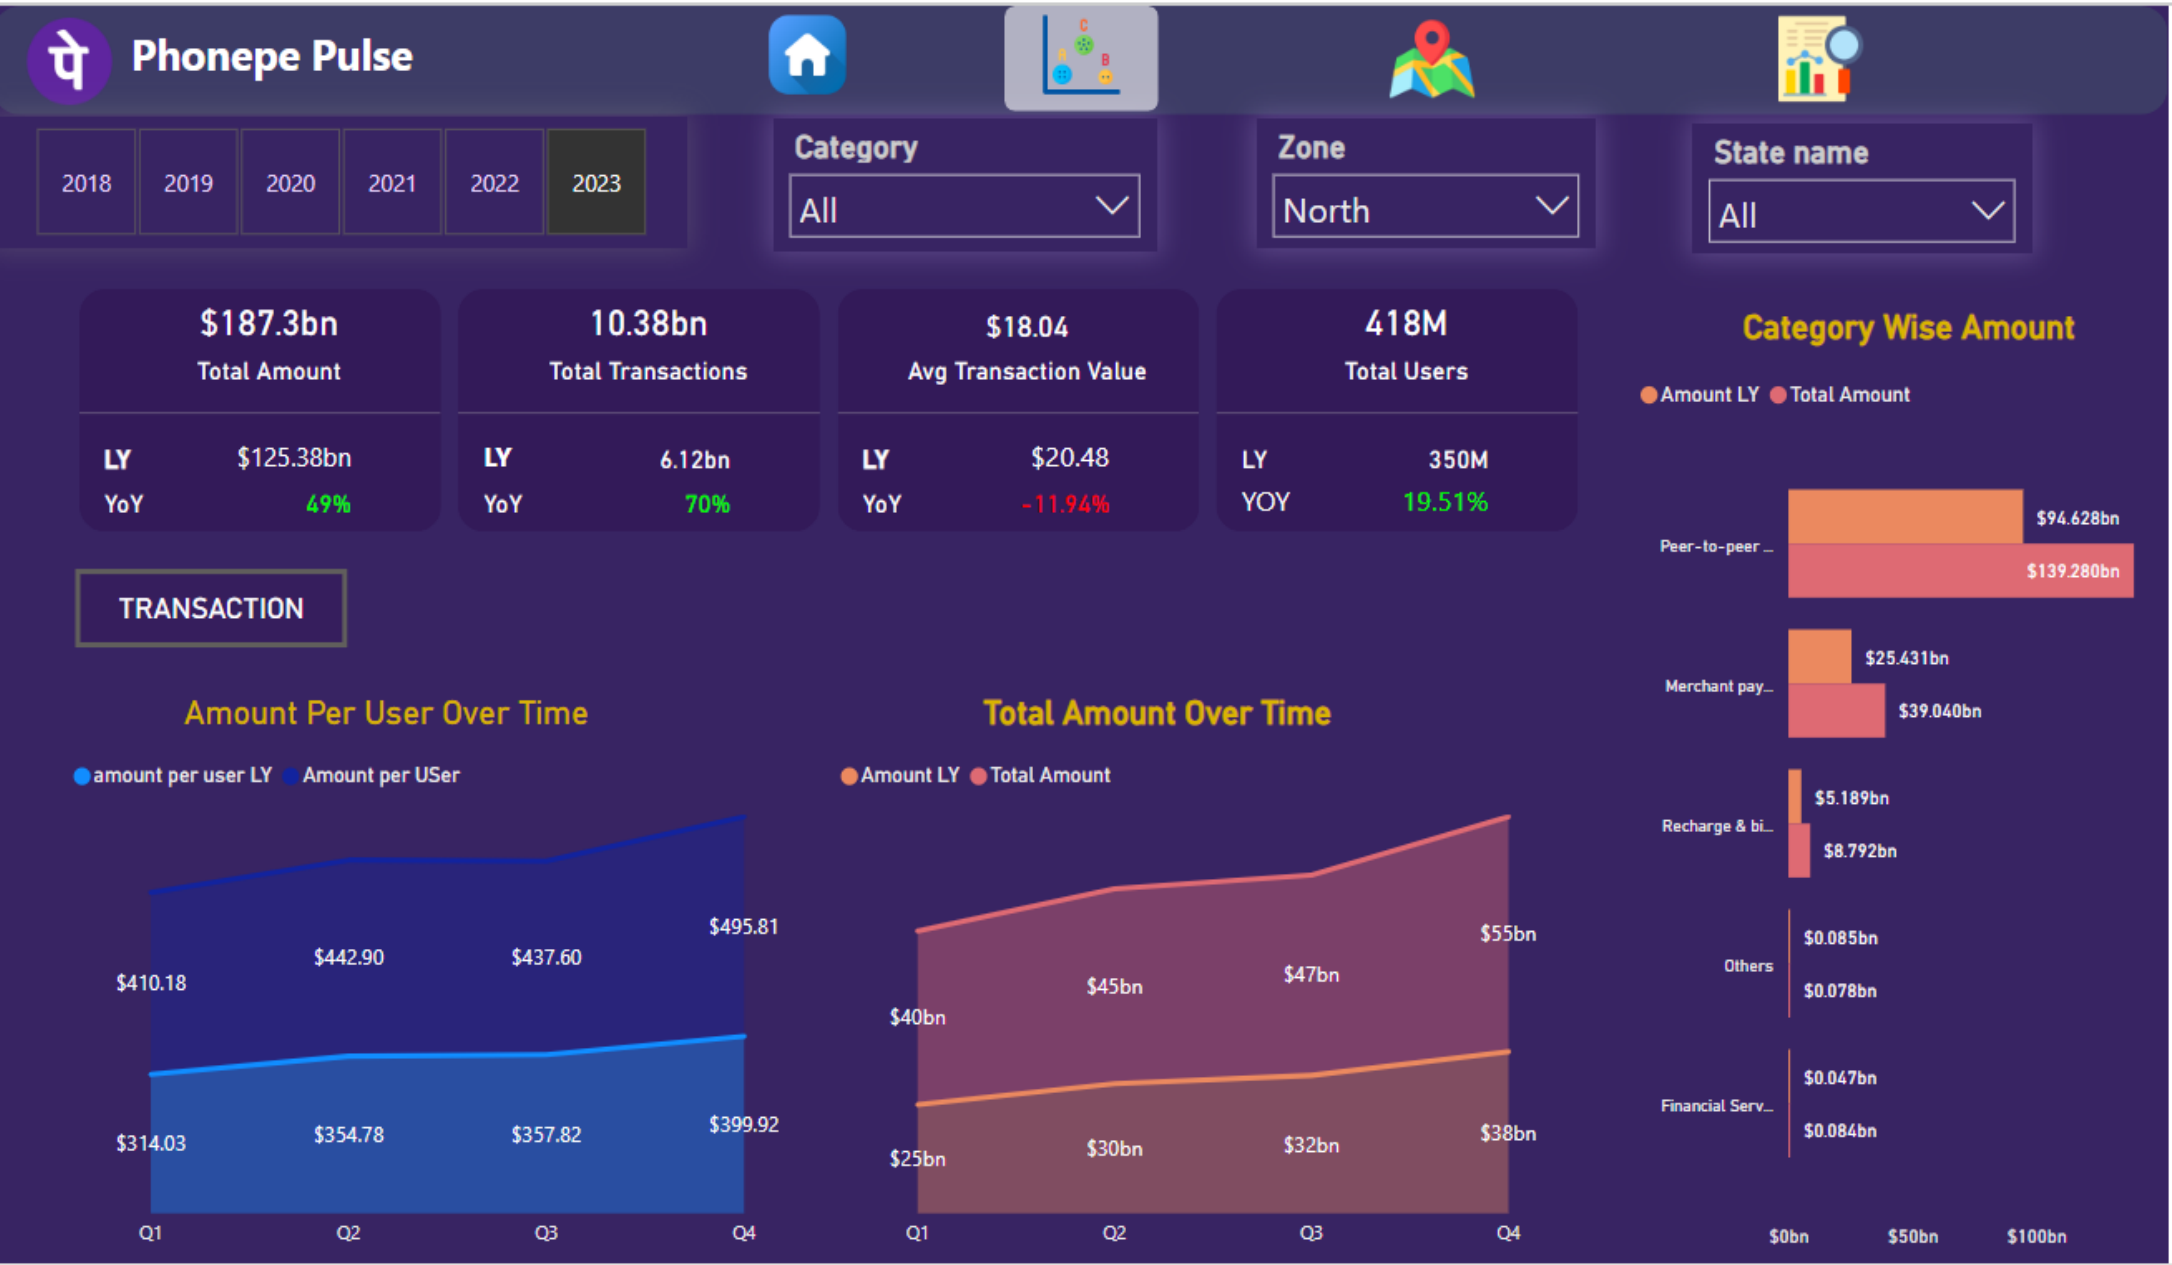 पे
Phonepe Pulse
C
A
B
2018
2019
2020
2021
2022
2023
Category
All
Zone
North
State name
All
$187.3bn
Total Amount
LY $125.38bn
YoY 49%
10.38bn
Total Transactions
LY 6.12bn
YoY 70%
$18.04
Avg Transaction Value
LY $20.48
YoY -11.94%
418M
Total Users
LY 350M
YOY 19.51%
TRANSACTION
Amount Per User Over Time
amount per user LY Amount per USer
$495.81
$442.90
$437.60
$410.18
$399.92
$354.78
$357.82
$314.03
Q1 Q2 Q3 Q4
Total Amount Over Time
Amount LY Total Amount
$55bn
$47bn
$45bn
$40bn
$38bn
$32bn
$30bn
$25bn
Q1 Q2 Q3 Q4
Category Wise Amount
Amount LY Total Amount
$94.628bn
Peer-to-peer ...
$139.280bn
$25.431bn
Merchant pay...
$39.040bn
$5.189bn
Recharge & bi...
$8.792bn
$0.085bn
Others
$0.078bn
$0.047bn
Financial Serv...
$0.084bn
$0bn $50bn $100bn